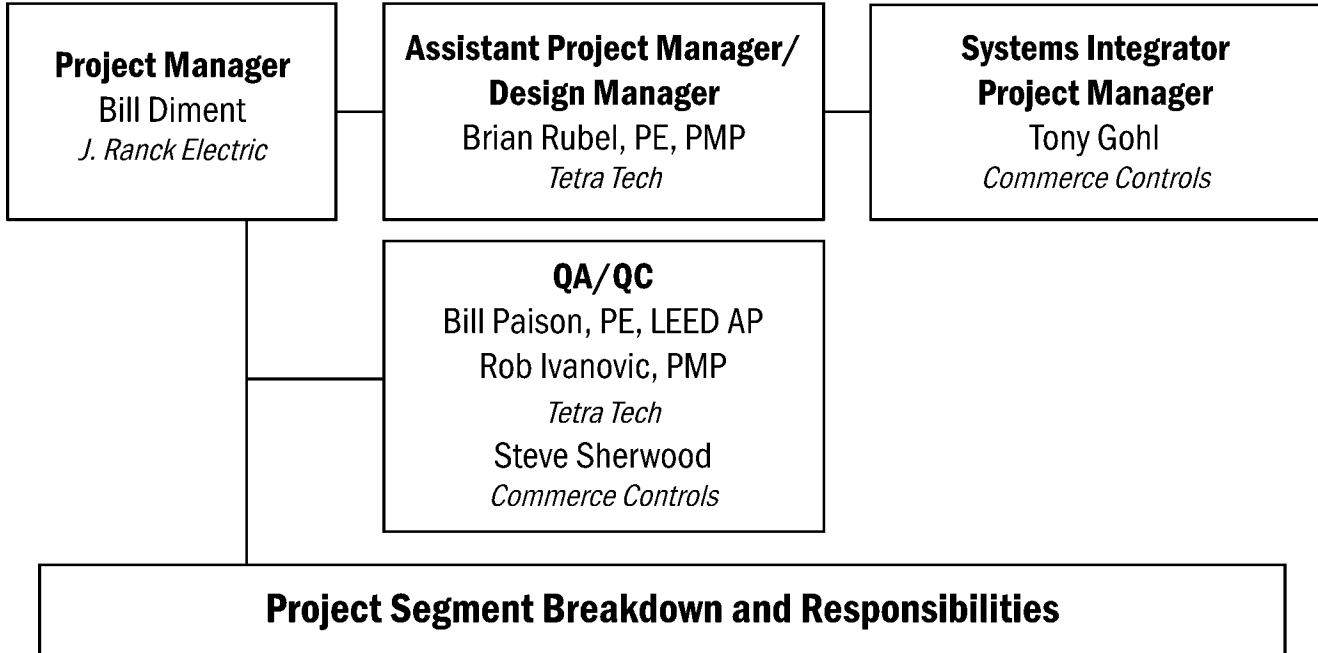 Project Manager
Bill Diment
J. Ranck Electric
Assistant Project Manager/
Design Manager
Brian Rubel, PE, PMP
Tetra Tech
Systems Integrator
Project Manager
Tony Gohl
Commerce Controls
QA/QC
Bill Paison, PE, LEED AP
Rob Ivanovic, PMP
Tetra Tech
Steve Sherwood
Commerce Controls
Project Segment Breakdown and Responsibilities